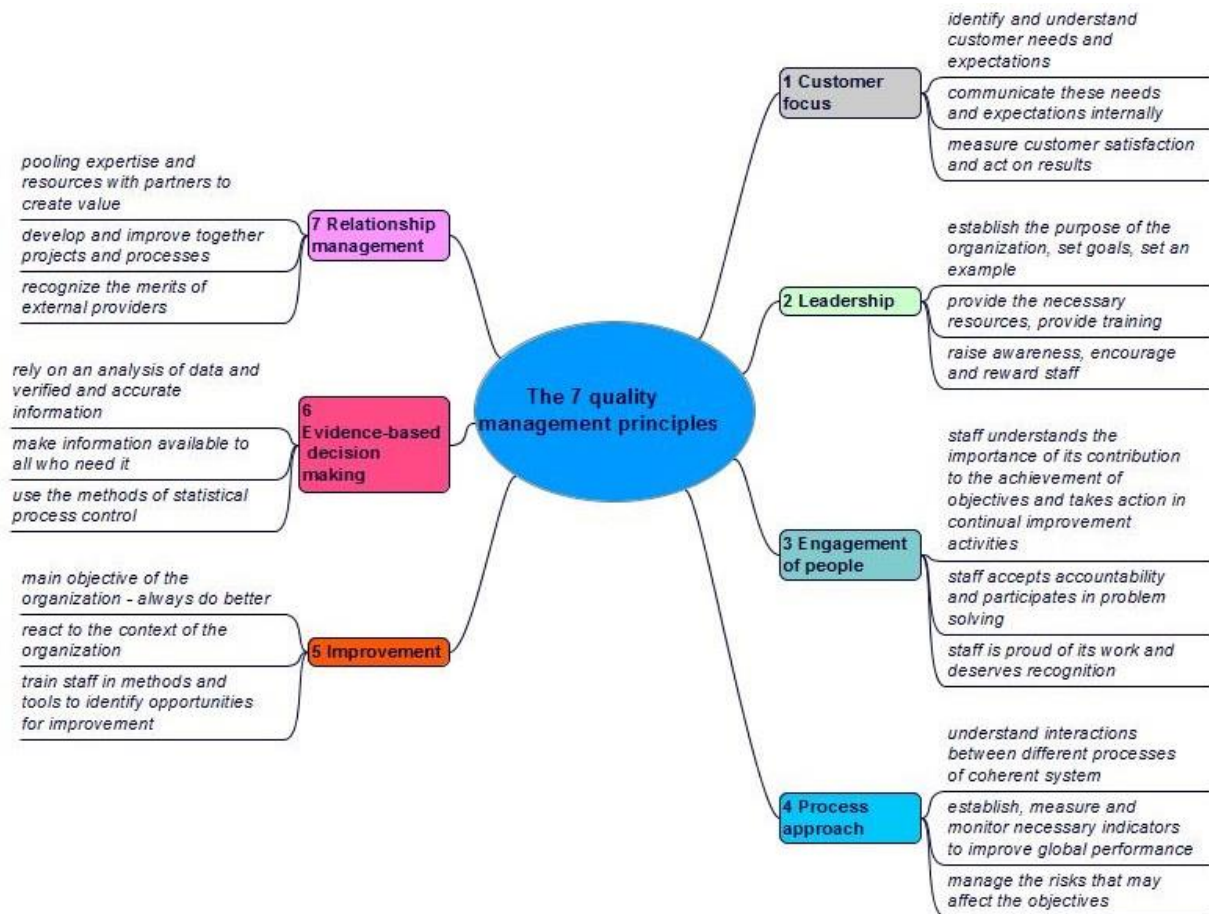 The 7 quality
management principles
1 Customer
focus
identify and understand
customer needs and
expectations
communicate these needs
and expectations internally
measure customer satisfaction
and act on results
2 Leadership
establish the purpose of the
organization, set goals, set an
example
provide the necessary
resources, provide training
raise awareness, encourage
and reward staff
3 Engagement
of people
staff understands the
importance of its contribution
to the achievement of
objectives and takes action in
continual improvement
activities
staff accepts accountability
and participates in problem
solving
staff is proud of its work and
deserves recognition
4 Process
approach
understand interactions
between different processes
of coherent system
establish, measure and
monitor necessary indicators
to improve global performance
manage the risks that may
affect the objectives
5 Improvement
main objective of the
organization - always do better
react to the context of the
organization
train staff in methods and
tools to identify opportunities
for improvement
6
Evidence-based
decision
making
rely on an analysis of data and
verified and accurate
information
make information available to
all who need it
use the methods of statistical
process control
7 Relationship
management
pooling expertise and
resources with partners to
create value
develop and improve together
projects and processes
recognize the merits of
external providers